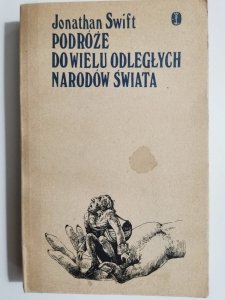 Jonathan Swift
PODRÓŻE
DO WIELU ODLEGŁYCH
NARODÓW ŚWIATA